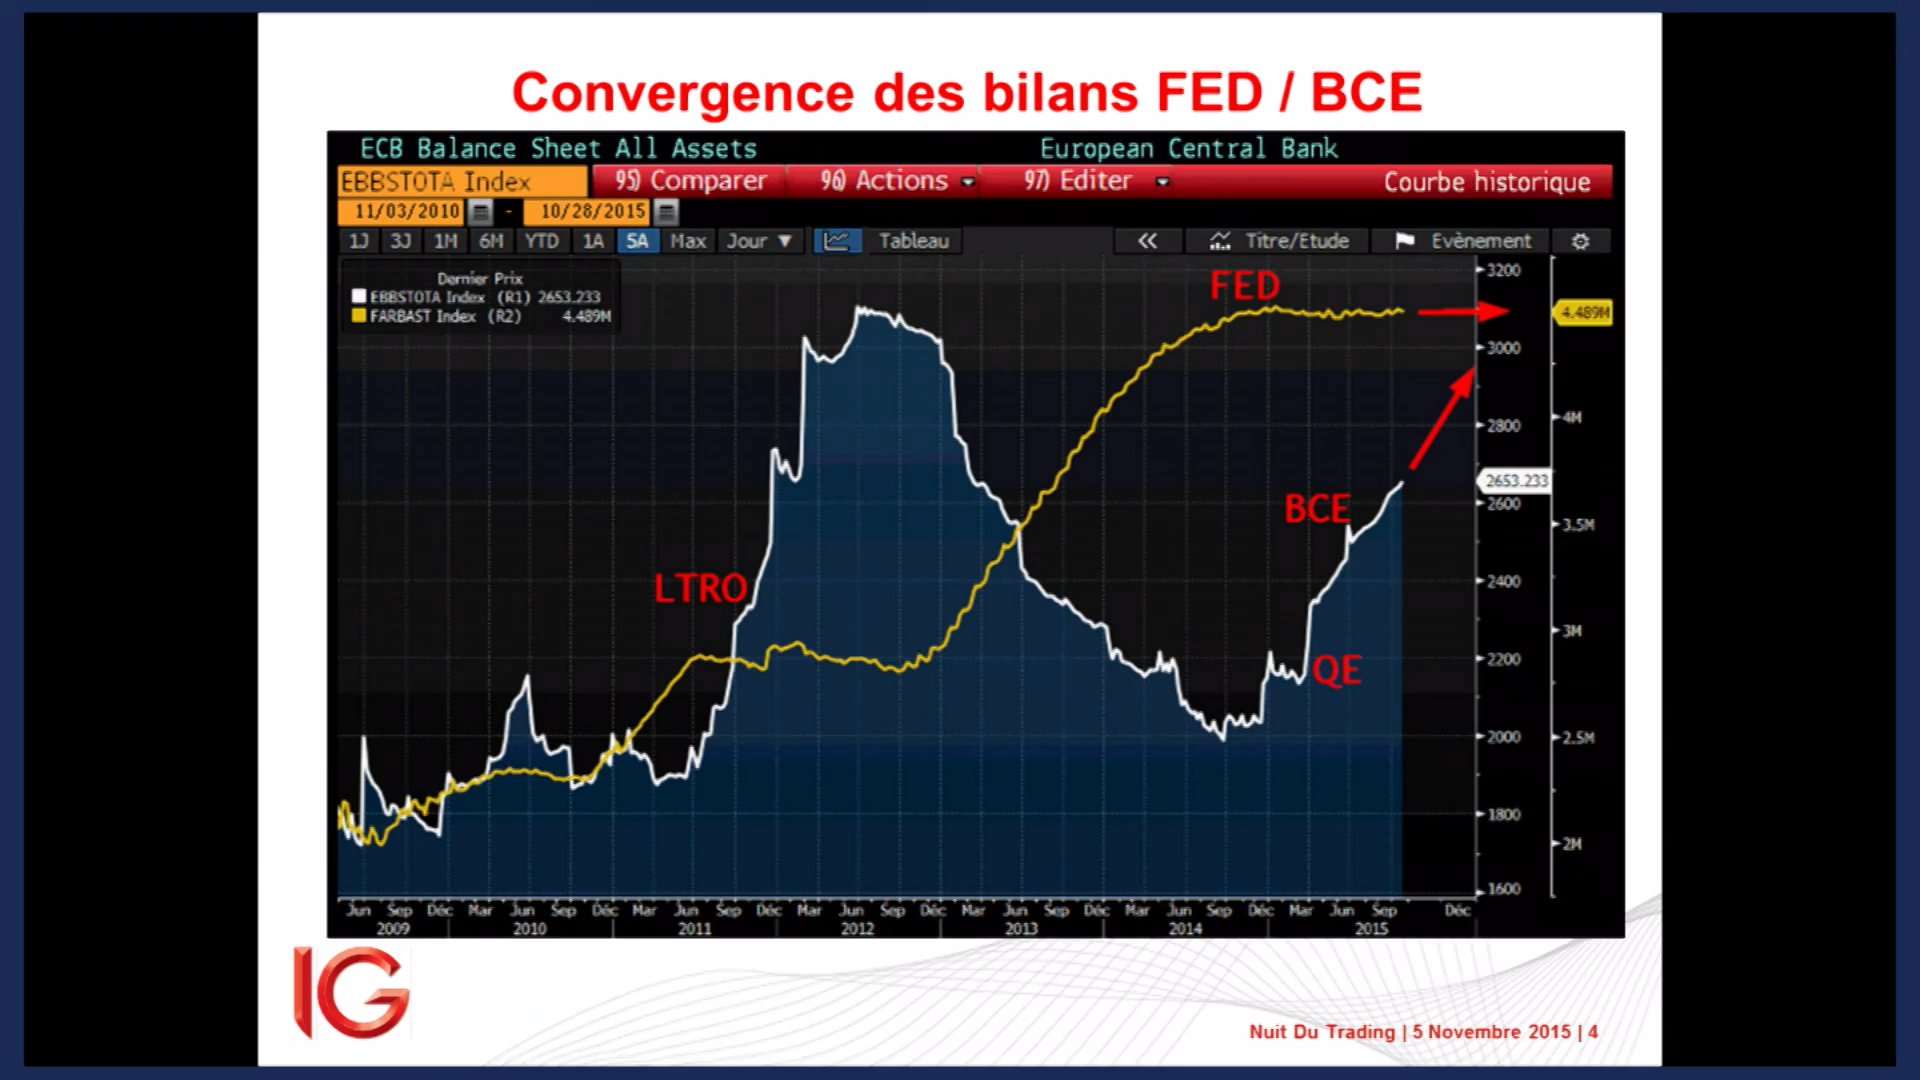 Convergence des bilans FED / BCE
ECB Balance Sheet All Assets European Central Bank
EBBSTOTA Index 95) Comparer 96) Actions 97) Editer Courbe historique
11/03/2010 - 10/28/2015
1J 3J 1M 6M YTD 1A 5A Max Jour ▼ Tableau « Titre/Etude Evènement
Dernier Prix
EBBSTOTA Index (R1) 2653.233
FARBAST Index (R2) 4.489M
FED
BCE
LTRO
QE
3200
4.489M
3000
4M
2800
2653.233
2600
3.5M
2400
3M
2200
2000
2.5M
1800
2M
1600
Jun Sep Déc Mar Jun Sep Déc Mar Jun Sep Déc Mar Jun Sep Déc Mar Jun Sep Déc Mar Jun Sep Déc Mar Jun Sep Déc
2009 2010 2011 2012 2013 2014 2015
IG
Nuit Du Trading | 5 Novembre 2015 | 4